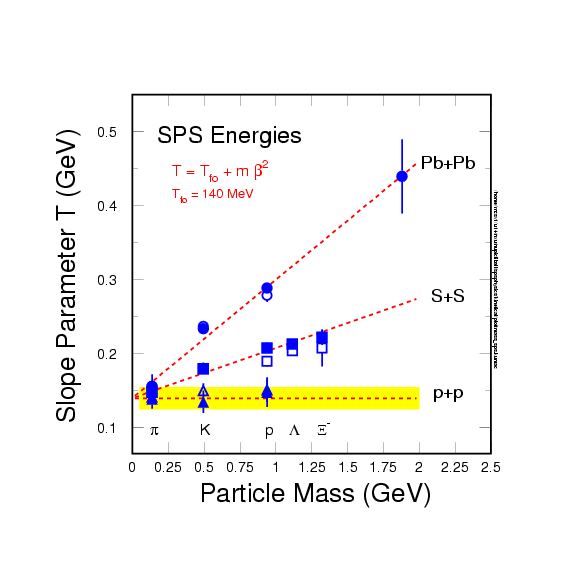 SPS Energies
T = T_fo + m β²
T_fo = 140 MeV
Pb+Pb
S+S
p+p
π K p Λ Ξ⁻
0.5
0.4
0.3
0.2
0.1
0 0.25 0.5 0.75 1 1.25 1.5 1.75 2 2.25 2.5
Particle Mass (GeV)
Slope Parameter T (GeV)